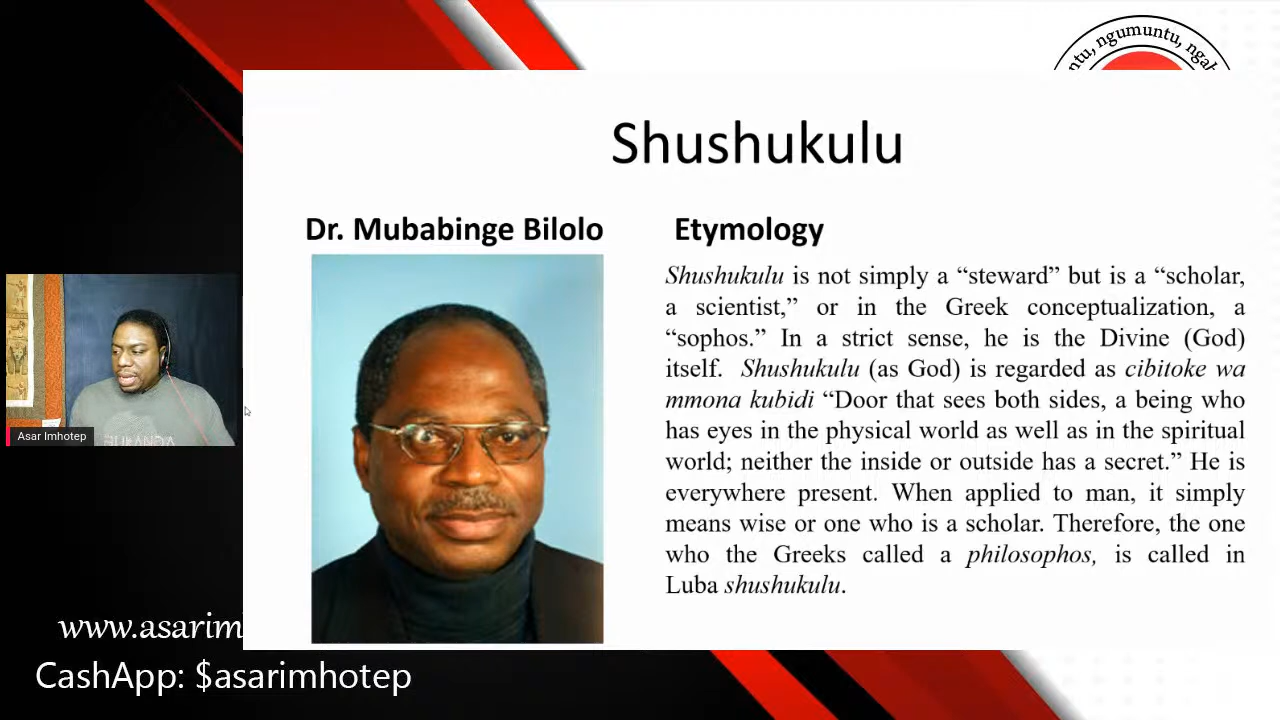 ngumuntu,
Shushukulu
Dr. Mubabinge Bilolo
Etymology
Shushukulu is not simply a “steward” but is a “scholar,
a scientist,” or in the Greek conceptualization, a
“sophos.” In a strict sense, he is the Divine (God)
itself. Shushukulu (as God) is regarded as cibitoke wa
mmona kubidi “Door that sees both sides, a being who
has eyes in the physical world as well as in the spiritual
world; neither the inside or outside has a secret.” He is
everywhere present. When applied to man, it simply
means wise or one who is a scholar. Therefore, the one
who the Greeks called a philosophos, is called in
Luba shushukulu.
Asar Imhotep
www.asarim
CashApp: $asarimhotep